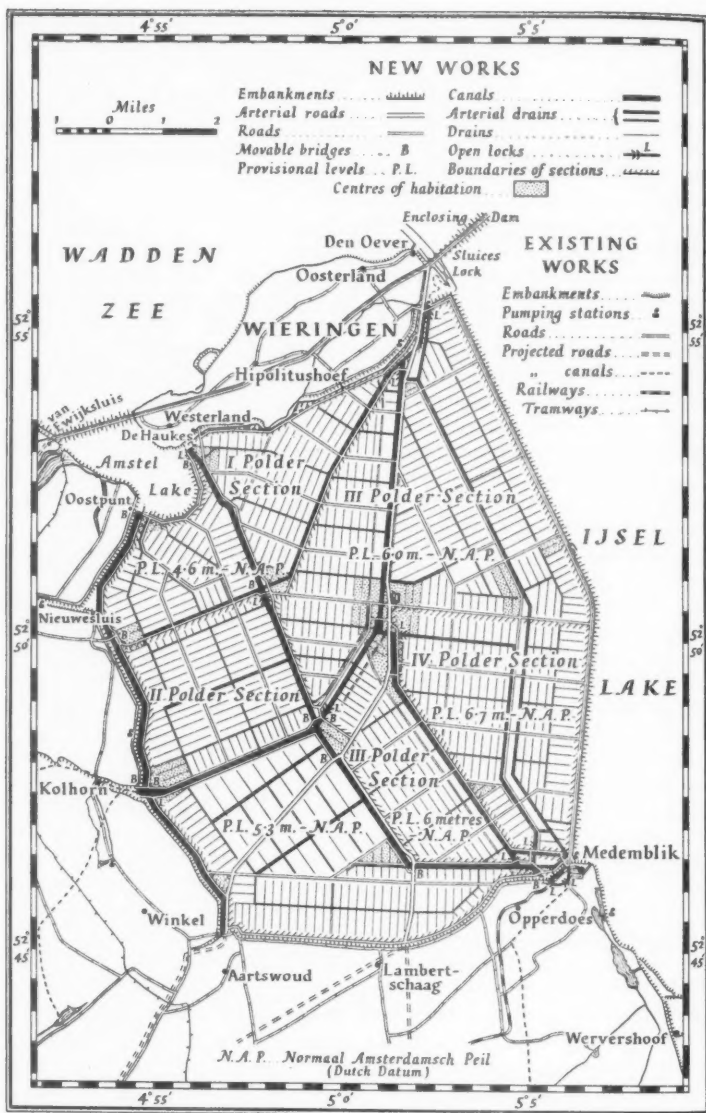 4°55'
5°0'
5°5'
NEW WORKS
Miles
1 0 1 2
Embankments
Arterial roads
Roads
Movable bridges B
Provisional levels P.L.
Canals
Arterial drains
Drains
Open locks L
Boundaries of sections
Centres of habitation
Enclosing Dam
Den Oever
Sluices
Lock
Oosterland
WADDEN
ZEE
EXISTING
WORKS
Embankments
Pumping stations
Roads
Projected roads
„ canals
Railways
Tramways
52°
55'
52°
55'
WIERINGEN
Hipolitushoef
van
Ewijksluis
Westerland
De Haukes
Amstel
Lake
Oostpunt
I Polder
Section
III Polder Section
P.L. 6·0 m. - N.A.P.
P.L. 4·6 m. - N.A.P.
IJSEL
LAKE
Nieuwesluis
52°
50'
52°
50'
IV Polder Section
P.L. 6·7 m. - N.A.P.
II Polder Section
III Polder
Section
Kolhorn
P.L. 5·3 m. - N.A.P.
P.L. 6 metres
- N.A.P.
Medemblik
Winkel
Opperdoes
52°
45'
52°
45'
Aartswoud
Lambert-
schaag
Wervershoof
N.A.P. Normaal Amsterdamsch Peil
(Dutch Datum)
4°55'
5°0'
5°5'